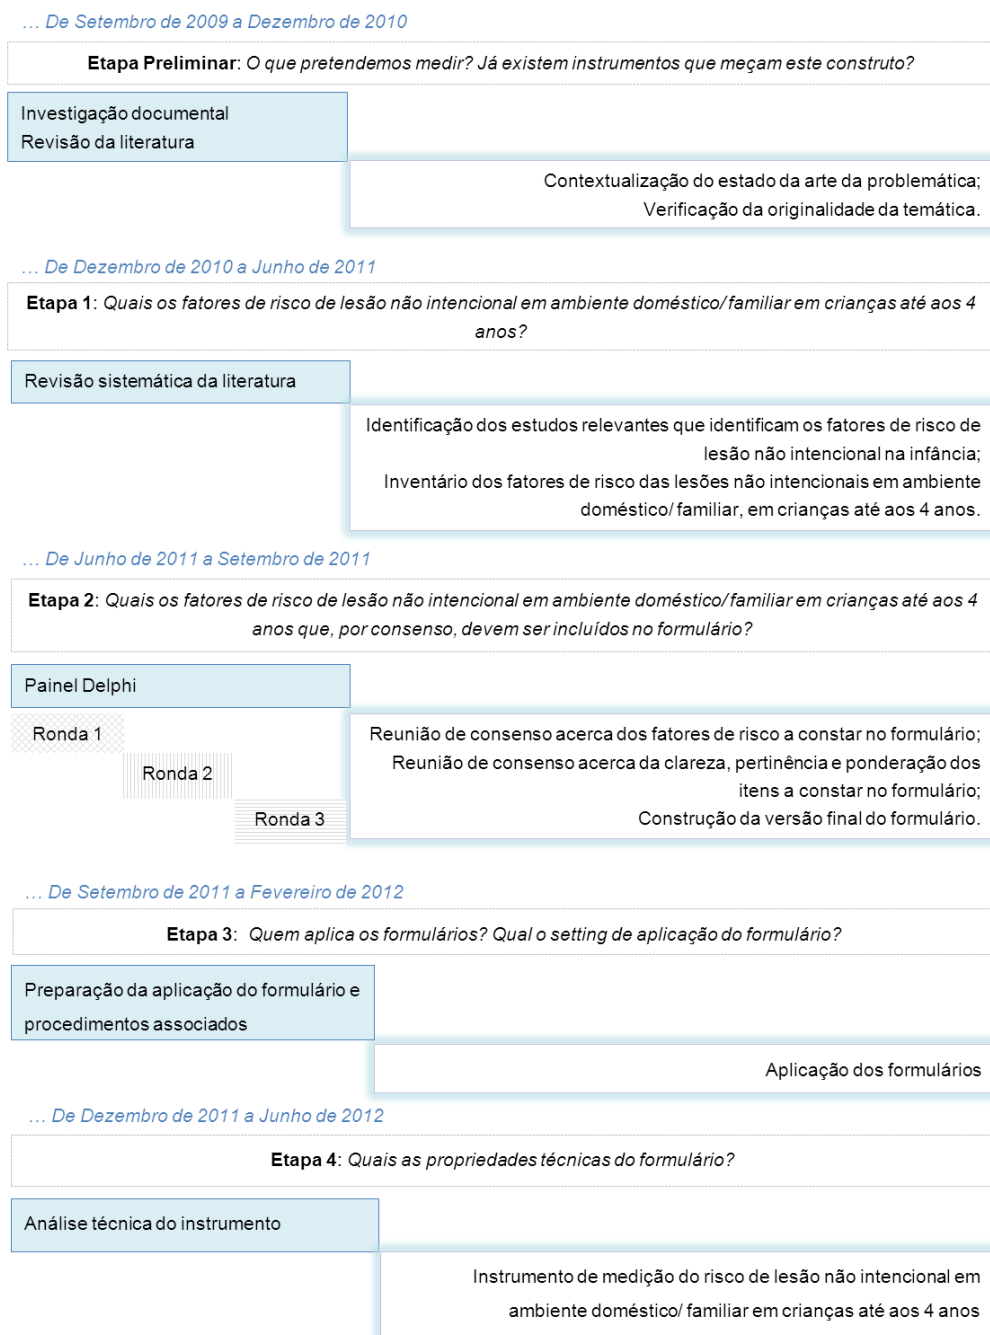 … De Setembro de 2009 a Dezembro de 2010
Etapa Preliminar: O que pretendemos medir? Já existem instrumentos que meçam este construto?
Investigação documental
Revisão da literatura
Contextualização do estado da arte da problemática;
Verificação da originalidade da temática.
… De Dezembro de 2010 a Junho de 2011
Etapa 1: Quais os fatores de risco de lesão não intencional em ambiente doméstico/ familiar em crianças até aos 4
anos?
Revisão sistemática da literatura
Identificação dos estudos relevantes que identificam os fatores de risco de
lesão não intencional na infância;
Inventário dos fatores de risco das lesões não intencionais em ambiente
doméstico/ familiar, em crianças até aos 4 anos.
… De Junho de 2011 a Setembro de 2011
Etapa 2: Quais os fatores de risco de lesão não intencional em ambiente doméstico/ familiar em crianças até aos 4
anos que, por consenso, devem ser incluídos no formulário?
Painel Delphi
Ronda 1
Ronda 2
Ronda 3
Reunião de consenso acerca dos fatores de risco a constar no formulário;
Reunião de consenso acerca da clareza, pertinência e ponderação dos
itens a constar no formulário;
Construção da versão final do formulário.
… De Setembro de 2011 a Fevereiro de 2012
Etapa 3: Quem aplica os formulários? Qual o setting de aplicação do formulário?
Preparação da aplicação do formulário e
procedimentos associados
Aplicação dos formulários
… De Dezembro de 2011 a Junho de 2012
Etapa 4: Quais as propriedades técnicas do formulário?
Análise técnica do instrumento
Instrumento de medição do risco de lesão não intencional em
ambiente doméstico/ familiar em crianças até aos 4 anos